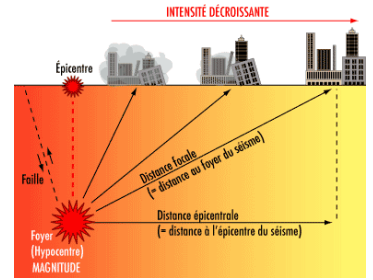 INTENSITÉ DÉCROISSANTE
Épicentre
Faille
Distance focale
(= distance au foyer du séisme)
Distance épicentrale
(= distance à l'épicentre du séisme)
Foyer
(Hypocentre)
MAGNITUDE